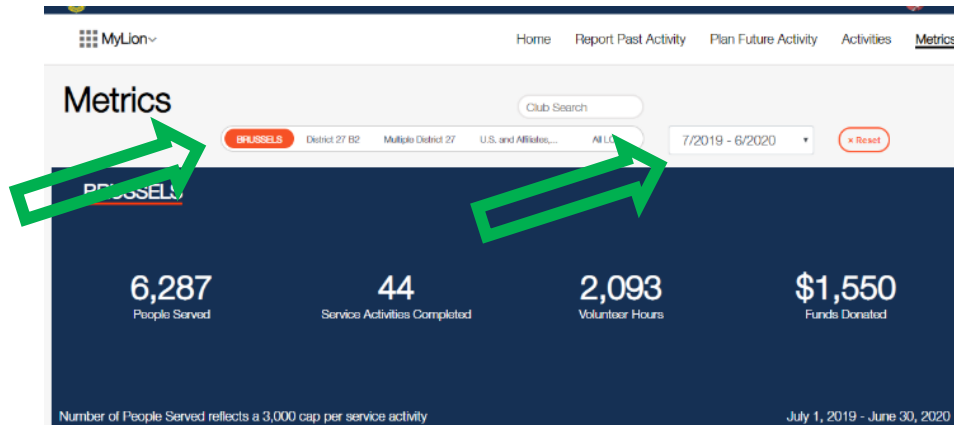 MyLion
Home Report Past Activity Plan Future Activity Activities Metrics
Metrics
Club Search
BRUSSELS District 27 B2 Multiple District 27 U.S. and Affiliates,... All
7/2019 - 6/2020
× Reset
BRUSSELS
6,287 44 2,093 $1,550
People Served Service Activities Completed Volunteer Hours Funds Donated
Number of People Served reflects a 3,000 cap per service activity July 1, 2019 - June 30, 2020